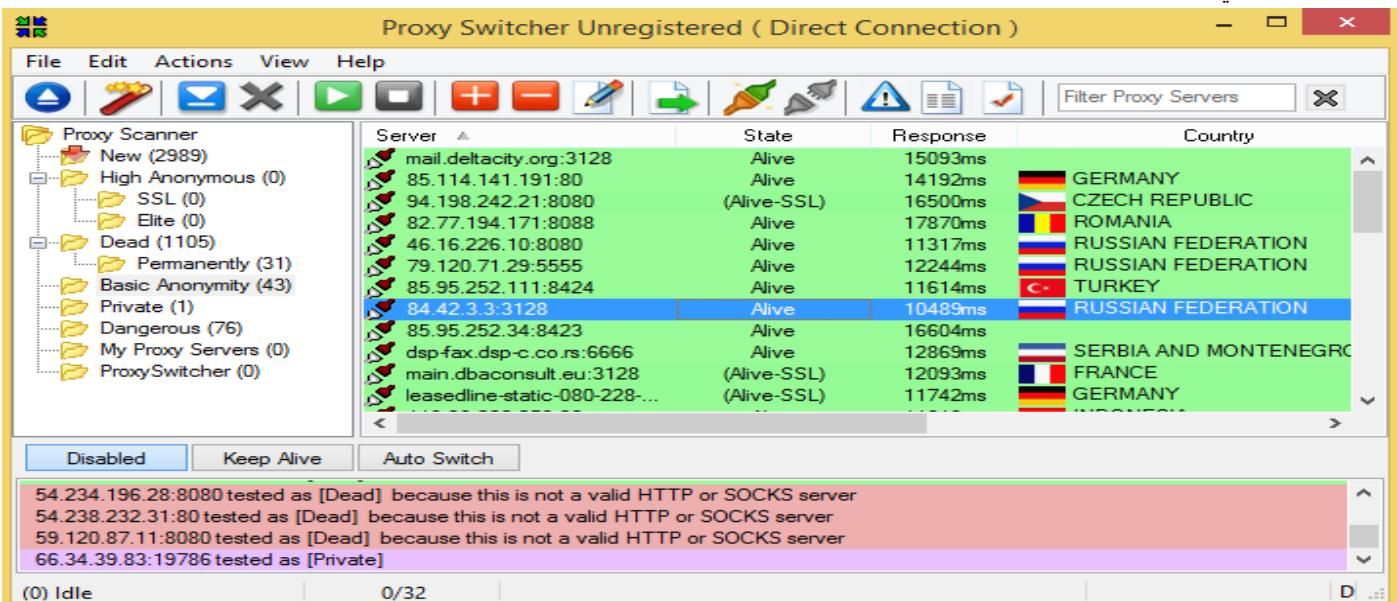 Proxy Switcher Unregistered ( Direct Connection )
File Edit Actions View Help
Filter Proxy Servers
Proxy Scanner
New (2989)
High Anonymous (0)
SSL (0)
Elite (0)
Dead (1105)
Permanently (31)
Basic Anonymity (43)
Private (1)
Dangerous (76)
My Proxy Servers (0)
ProxySwitcher (0)
Server State Response Country
mail.deltacity.org:3128 Alive 15093ms
85.114.141.191:80 Alive 14192ms GERMANY
94.198.242.21:8080 (Alive-SSL) 16500ms CZECH REPUBLIC
82.77.194.171:8088 Alive 17870ms ROMANIA
46.16.226.10:8080 Alive 11317ms RUSSIAN FEDERATION
79.120.71.29:5555 Alive 12244ms RUSSIAN FEDERATION
85.95.252.111:8424 Alive 11614ms TURKEY
84.42.3.3:3128 Alive 10489ms RUSSIAN FEDERATION
85.95.252.34:8423 Alive 16604ms
dsp-fax.dsp-c.co.rs:6666 Alive 12869ms SERBIA AND MONTENEGRO
main.dbaconsult.eu:3128 (Alive-SSL) 12093ms FRANCE
leasedline-static-080-228-... (Alive-SSL) 11742ms GERMANY
Disabled Keep Alive Auto Switch
54.234.196.28:8080 tested as [Dead] because this is not a valid HTTP or SOCKS server
54.238.232.31:80 tested as [Dead] because this is not a valid HTTP or SOCKS server
59.120.87.11:8080 tested as [Dead] because this is not a valid HTTP or SOCKS server
66.34.39.83:19786 tested as [Private]
(0) Idle 0/32 D